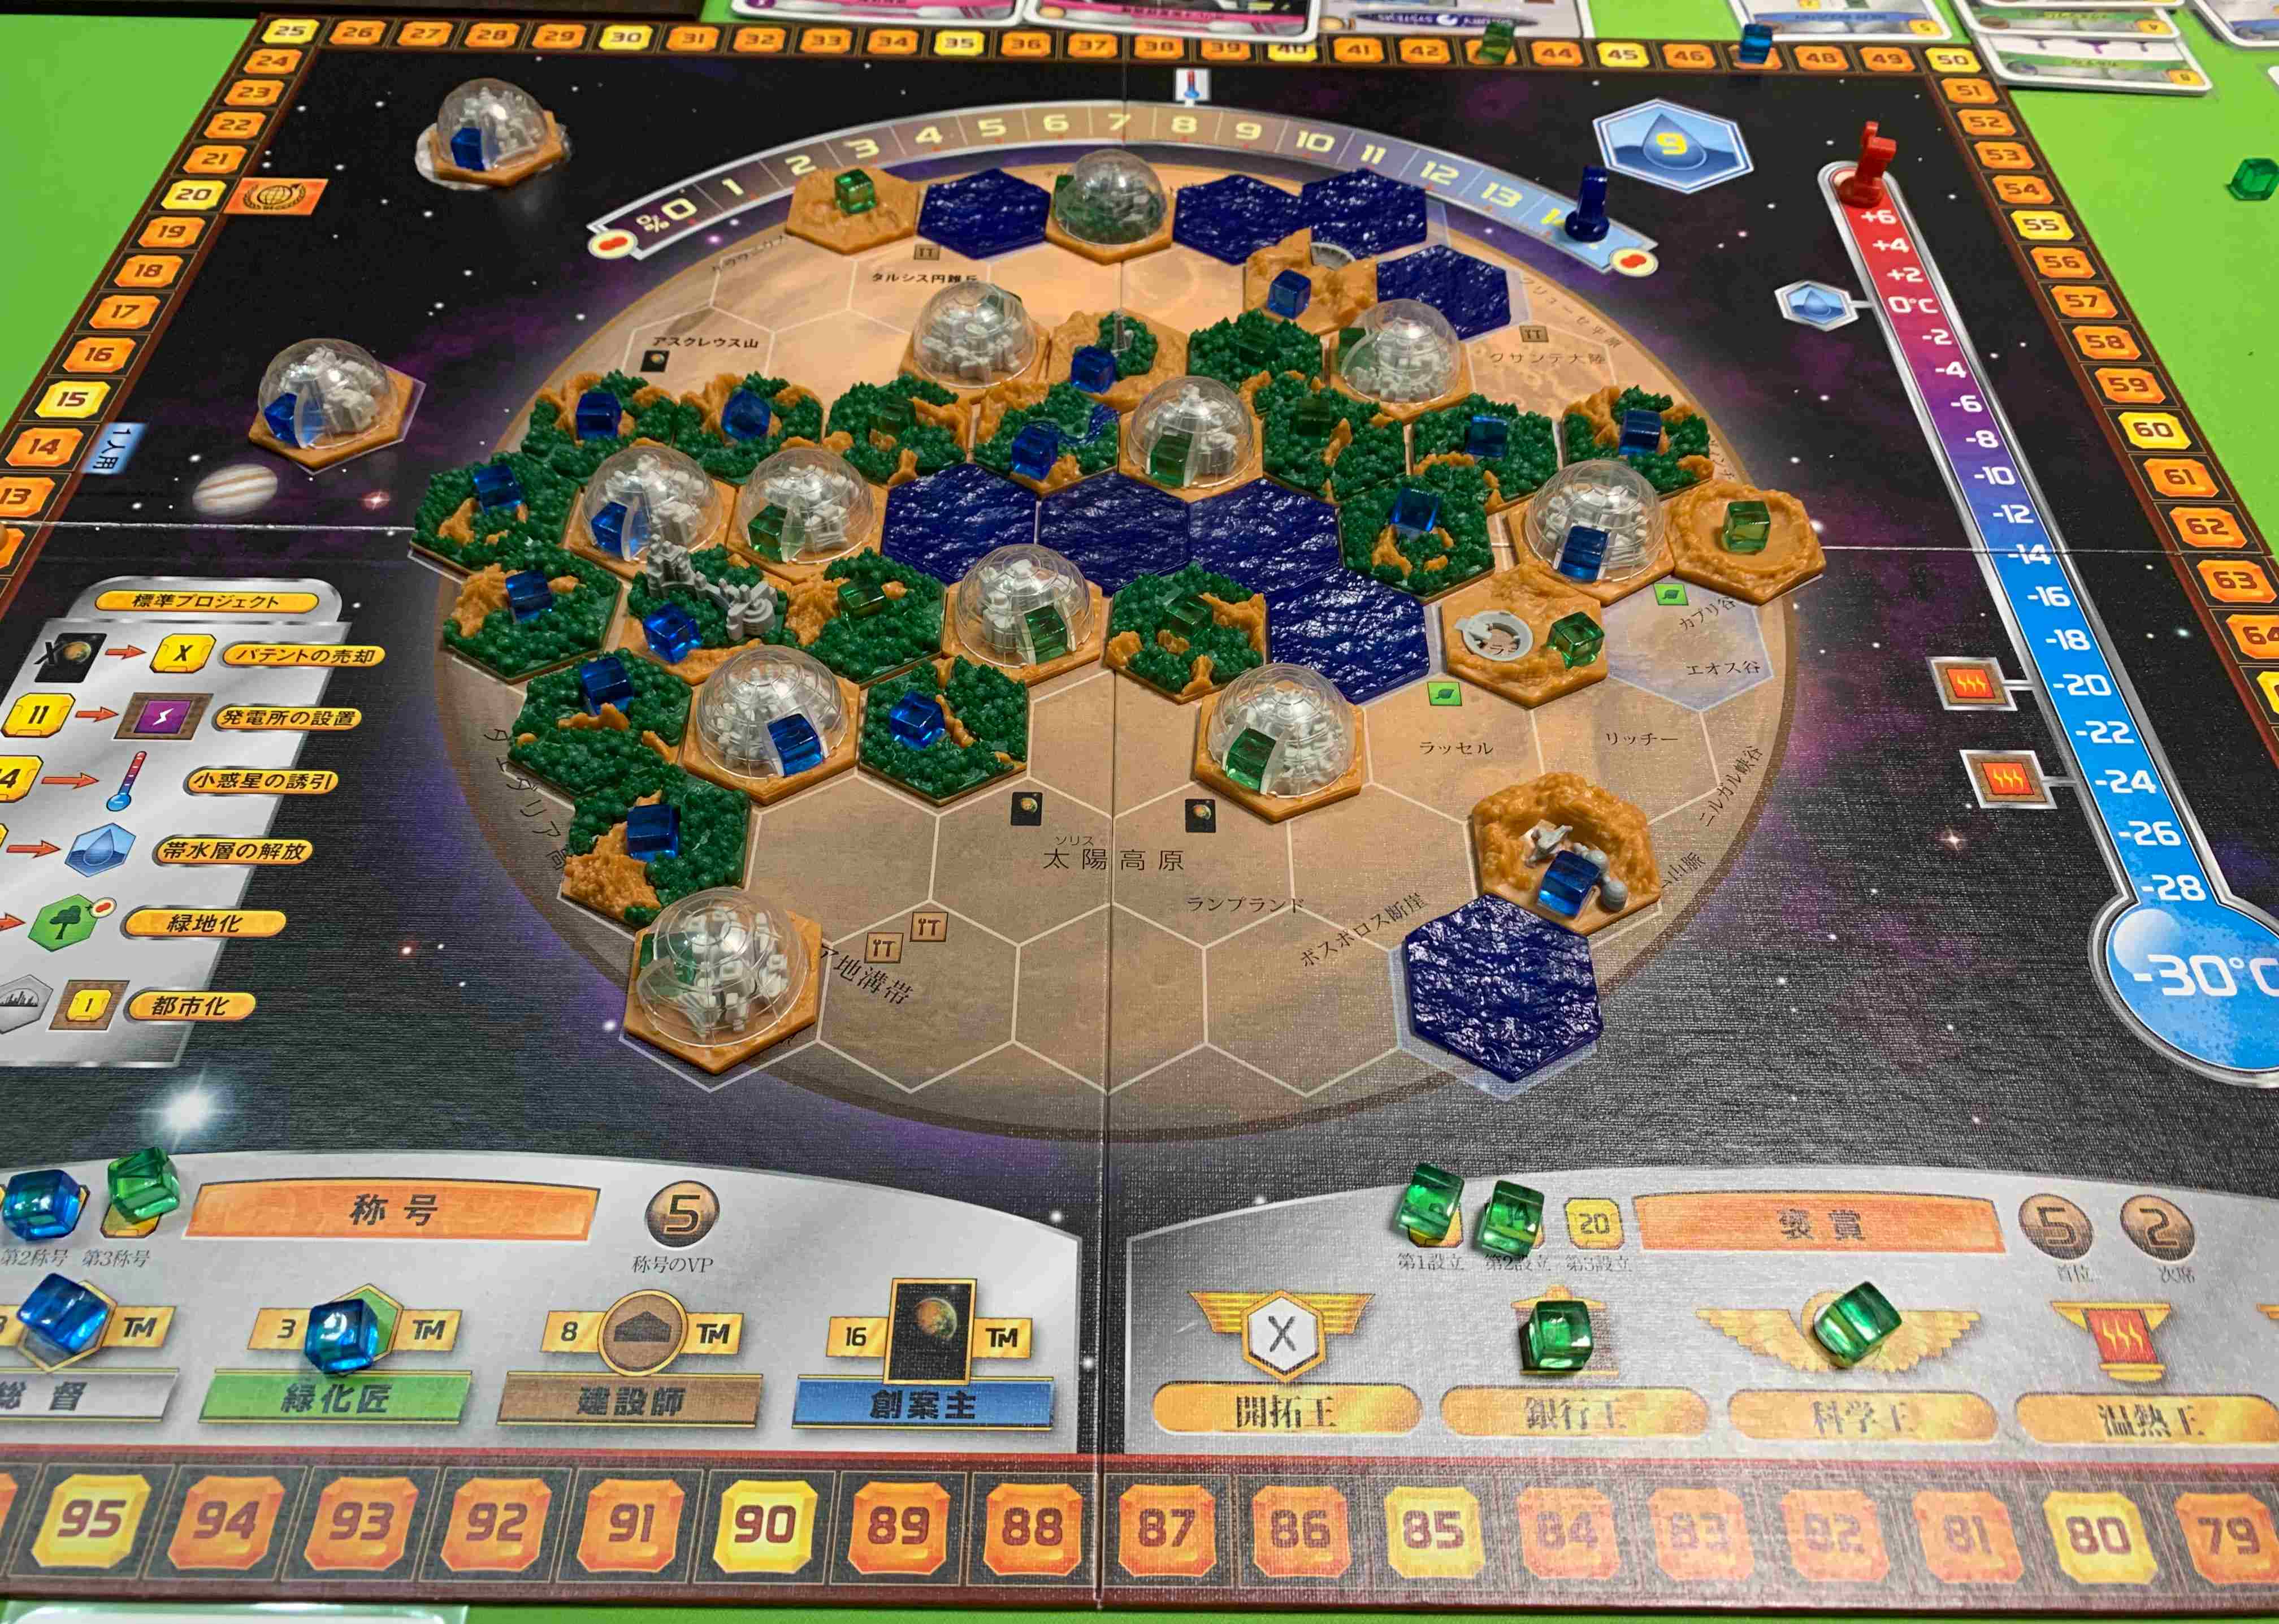 25 26 27 28 29 30 31 32 33 34 35 36 37 38 39 40 41 42 44 45 46 48 49 50
24
23
22
21
20
19
18
17
16
15
14
13
1人用
51
52
53
54
55
56
57
58
59
60
61
62
63
64
% 0 1 2 3 4 5 6 7 8 9 10 11 12 13
9
+6
+4
+2
0°C
-2
-4
-6
-8
-10
-12
-14
-16
-18
-20
-22
-24
-26
-28
-30°C
タルシス円錐丘
アスクレウス山
クサンテ大陸
カプリ谷
エオス谷
ラッセル
リッチー
ニルガル峡谷
ソリス
太陽高原
ランプランド
ボスポロス断崖
地溝帯
標準プロジェクト
X X パテントの売却
11 発電所の設置
4 小惑星の誘引
帯水層の解放
緑地化
1 都市化
称号 5
第2称号 第3称号 称号のVP
TM 3 TM 8 TM 16 TM
総督 緑化匠 建設師 創案主
20 褒賞 5 2
第1設立 第2設立 第3設立 首位 次席
X
開拓王 銀行王 科学王 温熱王
95 94 93 92 91 90 89 88 87 86 85 84 83 82 81 80 79